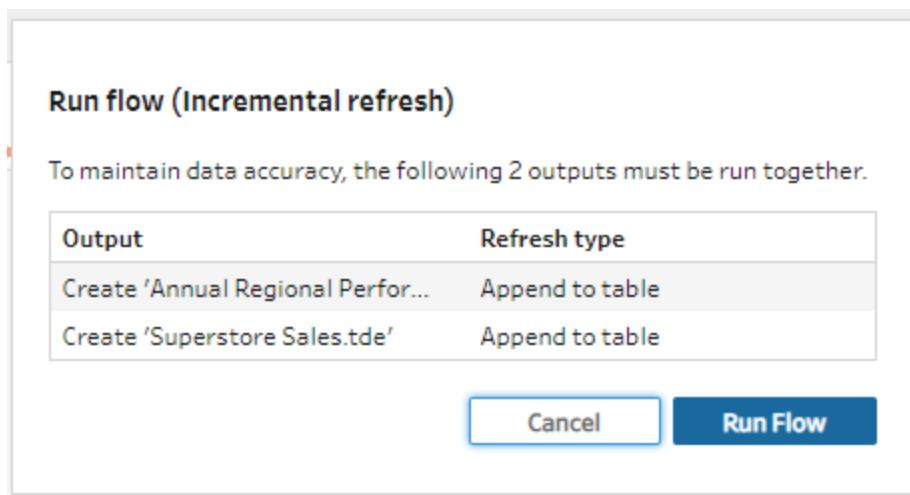 Run flow (Incremental refresh)
To maintain data accuracy, the following 2 outputs must be run together.
Output Refresh type
Create 'Annual Regional Perfor... Append to table
Create 'Superstore Sales.tde' Append to table
Cancel Run Flow